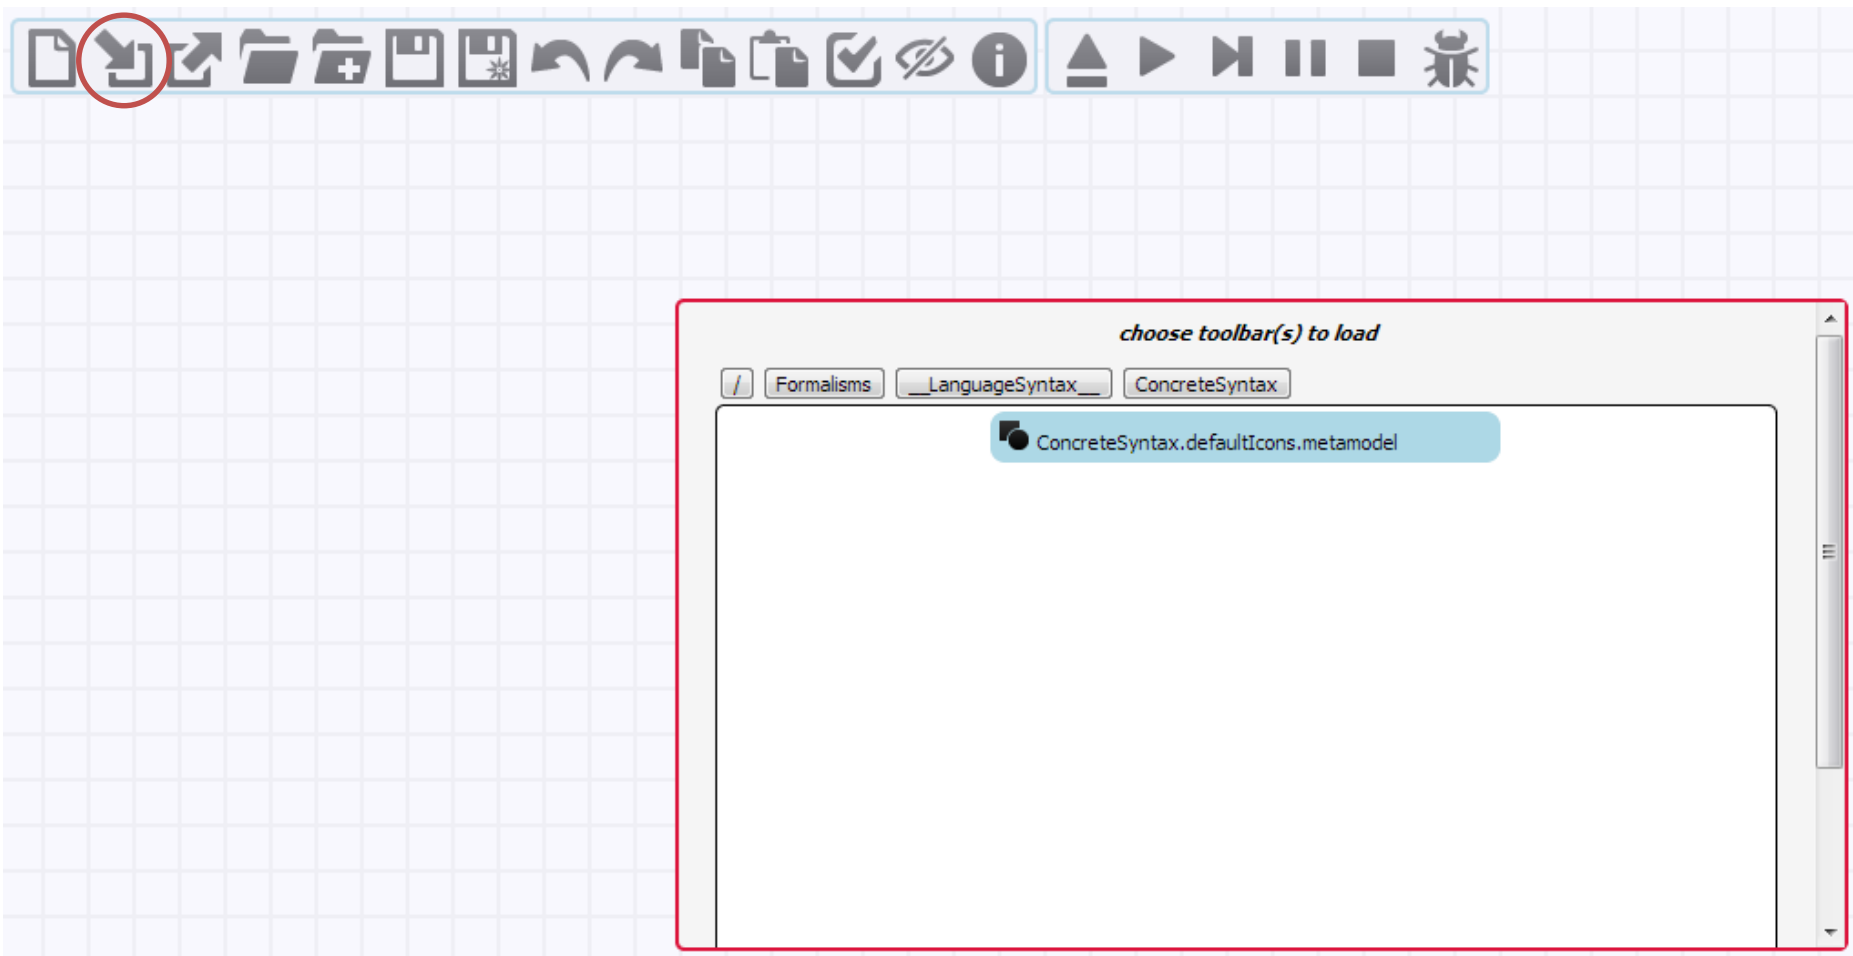 choose toolbar(s) to load
/ Formalisms __LanguageSyntax__ ConcreteSyntax
ConcreteSyntax.defaultIcons.metamodel